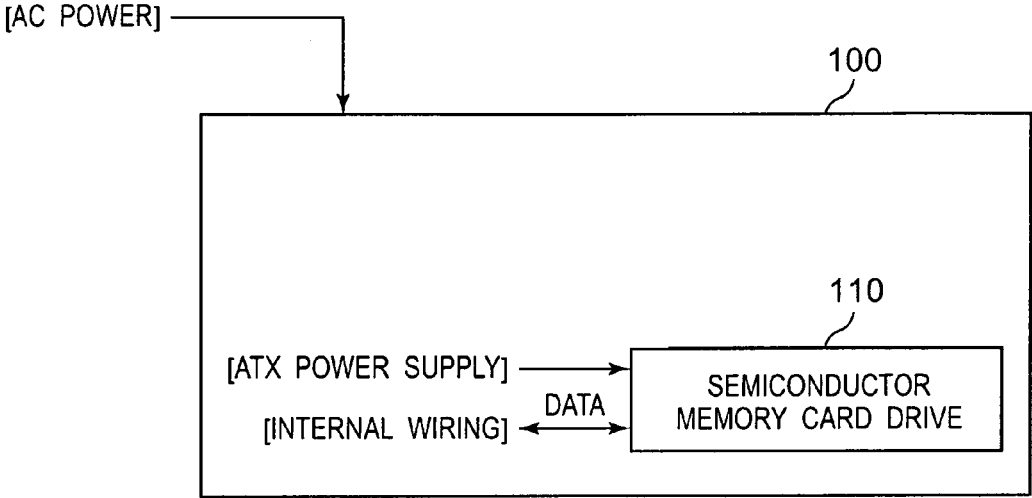 [AC POWER]
100
110
[ATX POWER SUPPLY]
SEMICONDUCTOR
MEMORY CARD DRIVE
DATA
[INTERNAL WIRING]